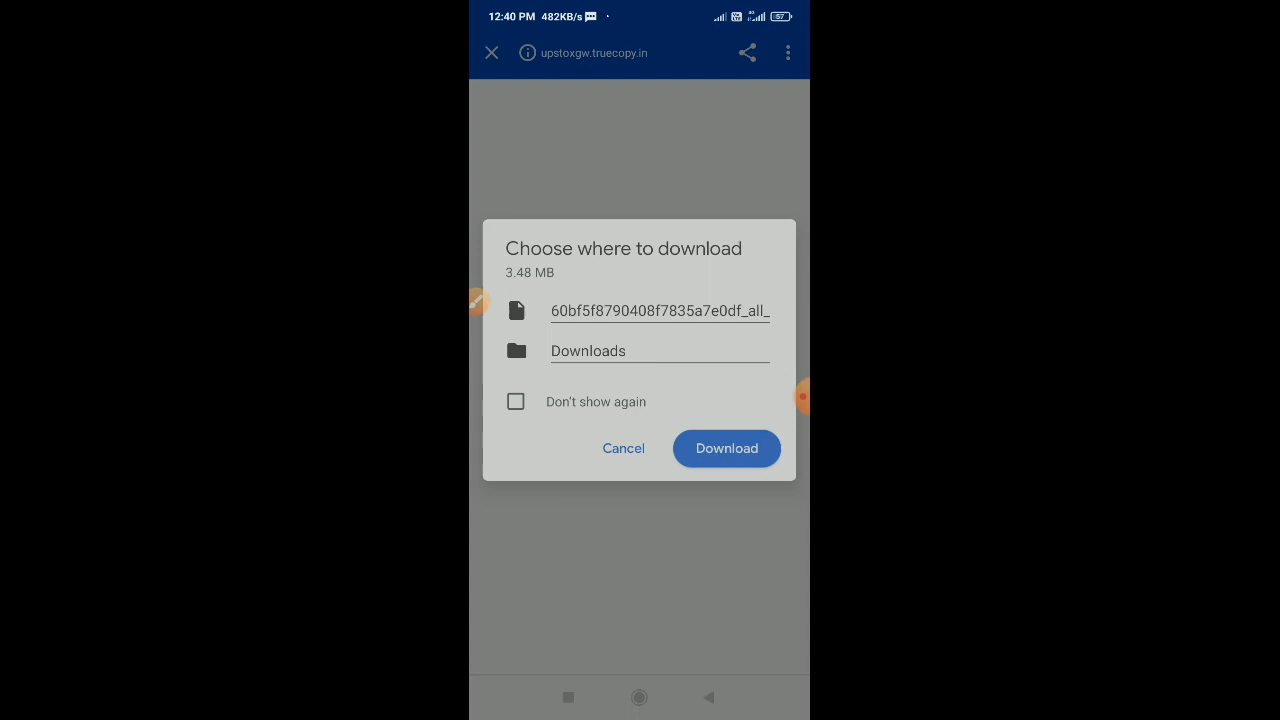 12:40 PM 482KB/s
57
upstoxgw.truecopy.in
Choose where to download
3.48 MB
60bf5f8790408f7835a7e0df_all_
Downloads
Don't show again
Cancel Download